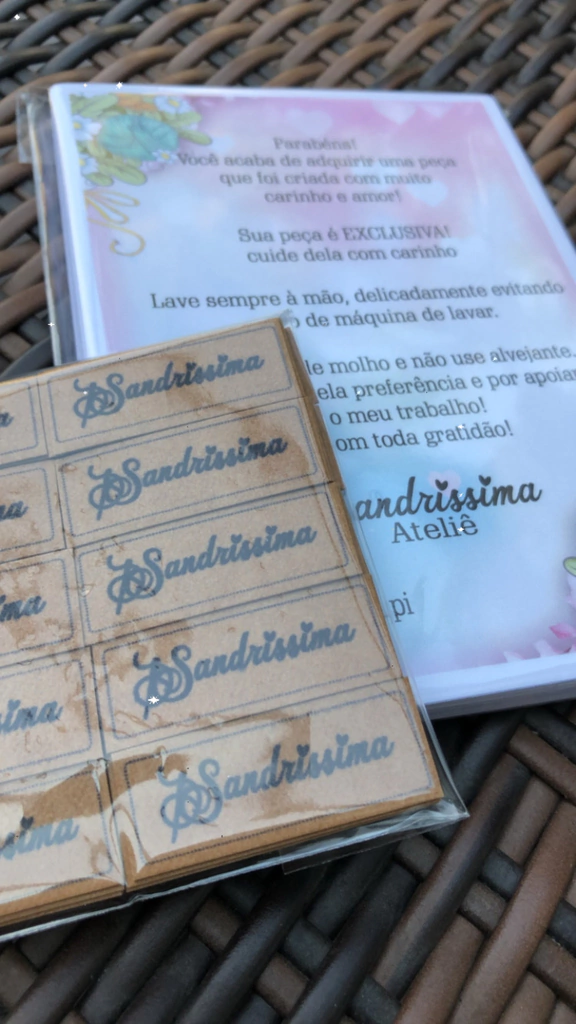 Parabéns!
Você acaba de adquirir uma peça
que foi criada com muito
carinho e amor!
Sua peça é EXCLUSIVA!
cuide dela com carinho
Lave sempre à mão, delicadamente evitando
de máquina de lavar.
molho e não use alvejante.
preferência e por apoiar
o meu trabalho!
toda gratidão!
andrissima
Ateliê
pi
Sandrissima
Sandrissima
Sandrissima
Sandrissima
Sandrissima